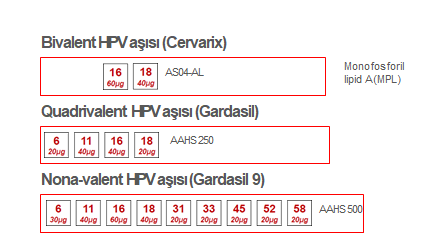 Bivalent HPV aşısı (Cervarix)
16 18 AS04-AL
60µg 40µg
Monofosforil
lipid A(MPL)
Quadrivalent HPV aşısı (Gardasil)
6 11 16 18 AAHS 250
20µg 40µg 40µg 20µg
Nona-valent HPV aşısı (Gardasil 9)
6 11 16 18 31 33 45 52 58 AAHS 500
30µg 40µg 60µg 40µg 20µg 20µg 20µg 20µg 20µg